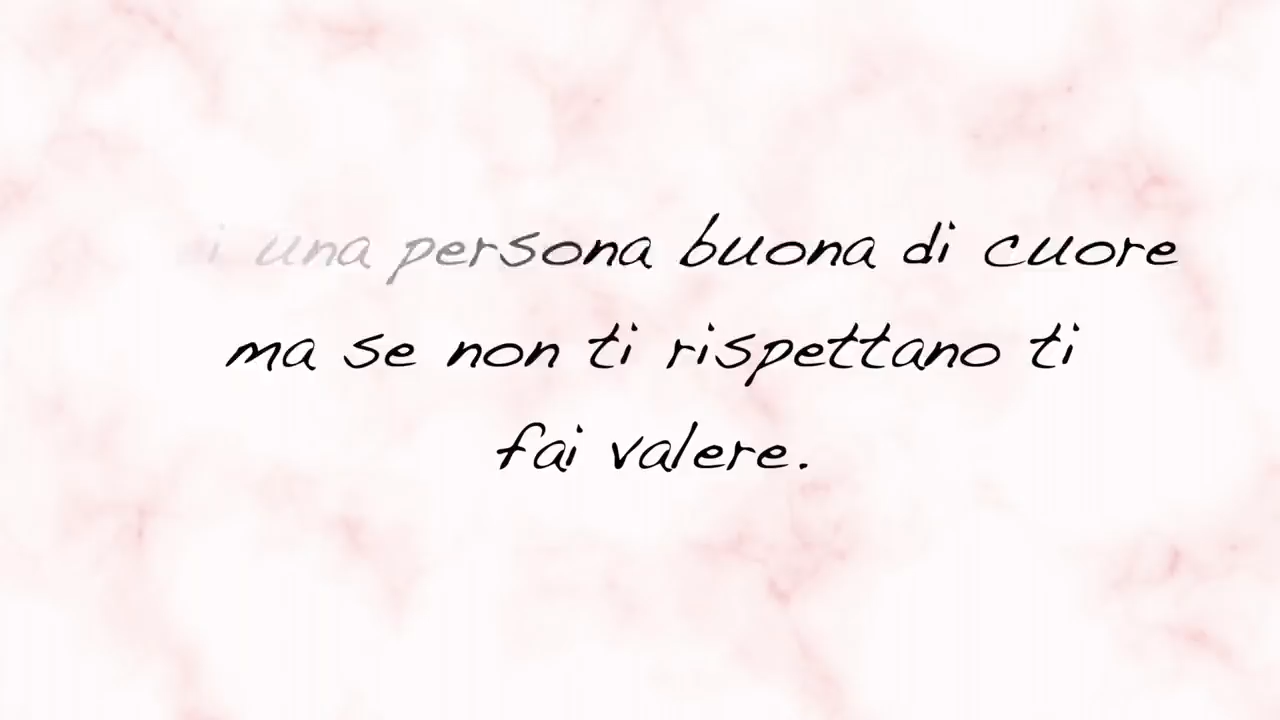 una persona buona di cuore
ma se non ti rispettano ti
fai valere.